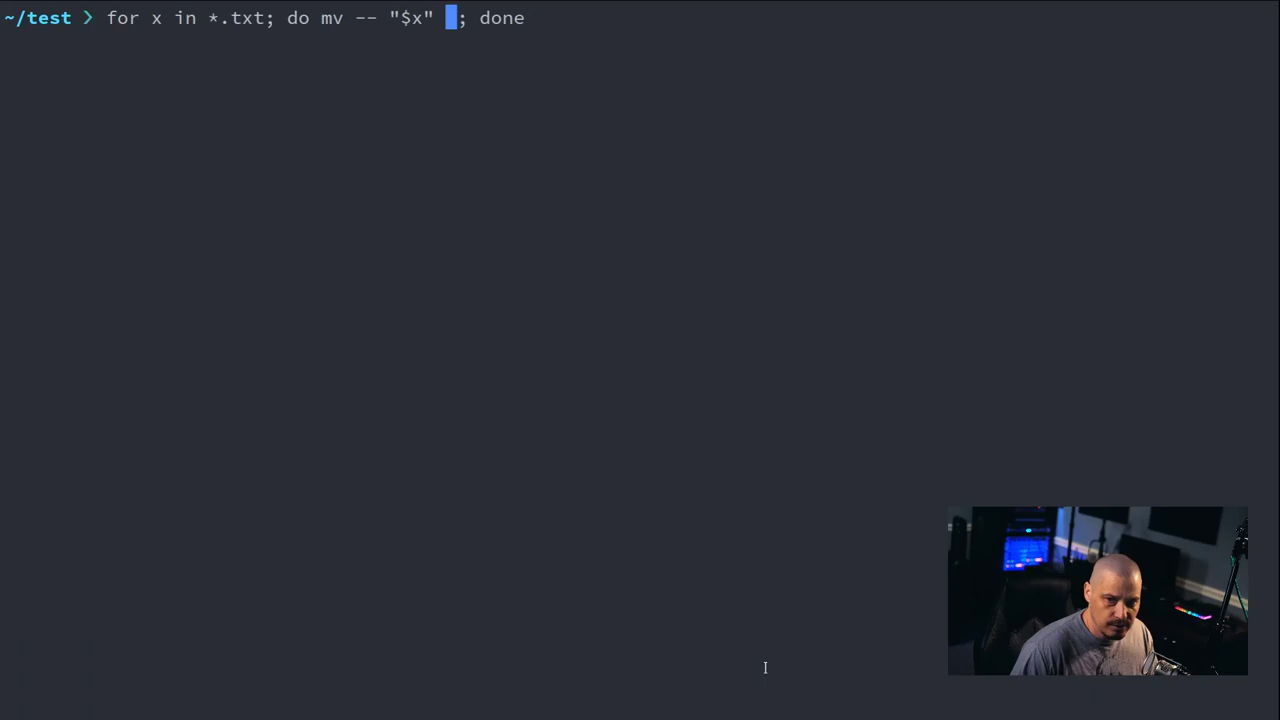 ~/test ❯ for x in *.txt; do mv -- "$x" ; done